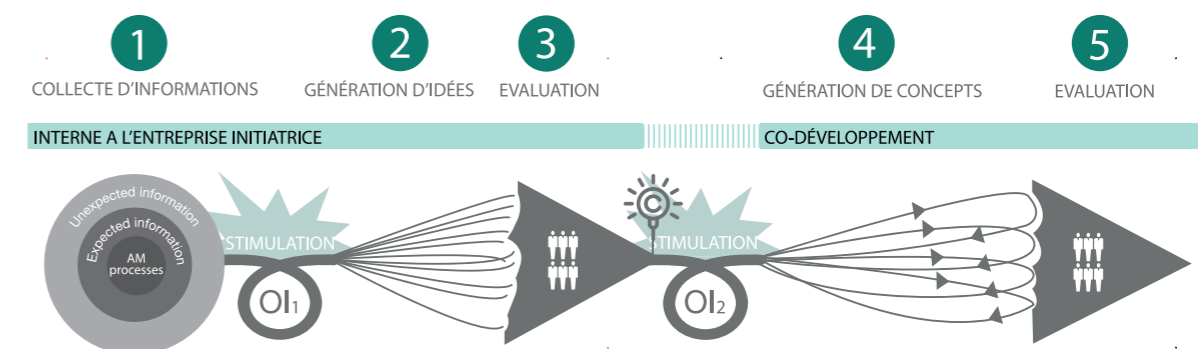 1
2
3
4
5
COLLECTE D'INFORMATIONS
GÉNÉRATION D'IDÉES
EVALUATION
GÉNÉRATION DE CONCEPTS
EVALUATION
INTERNE A L'ENTREPRISE INITIATRICE
CO-DÉVELOPPEMENT
Unexpected information
Expected information
AM
processes
STIMULATION
OI1
C
STIMULATION
OI2